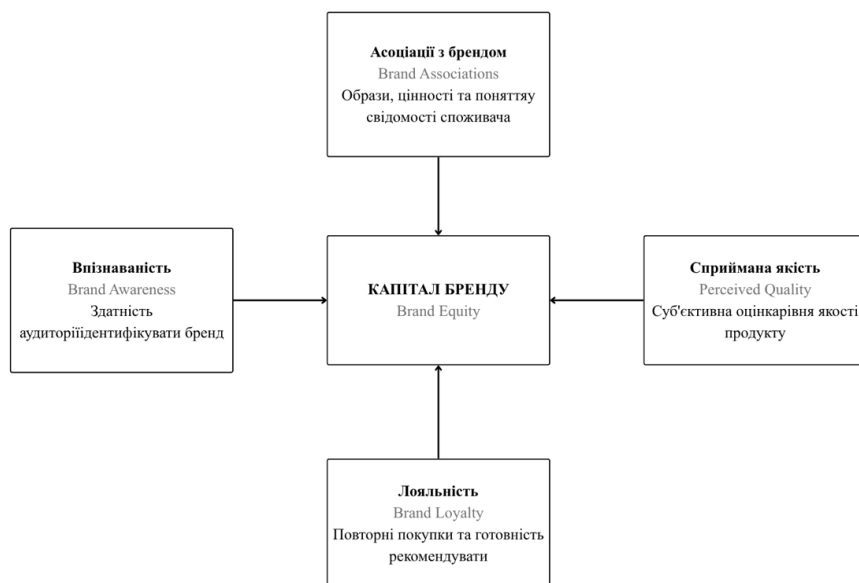 Асоціації з брендом
Brand Associations
Образи, цінності та поняттяу
свідомості споживача
Впізнаваність
Brand Awareness
Здатність
аудиторіїідентифікувати бренд
КАПІТАЛ БРЕНДУ
Brand Equity
Сприймана якість
Perceived Quality
Суб'єктивна оцінкарівня якості
продукту
Лояльність
Brand Loyalty
Повторні покупки та готовність
рекомендувати